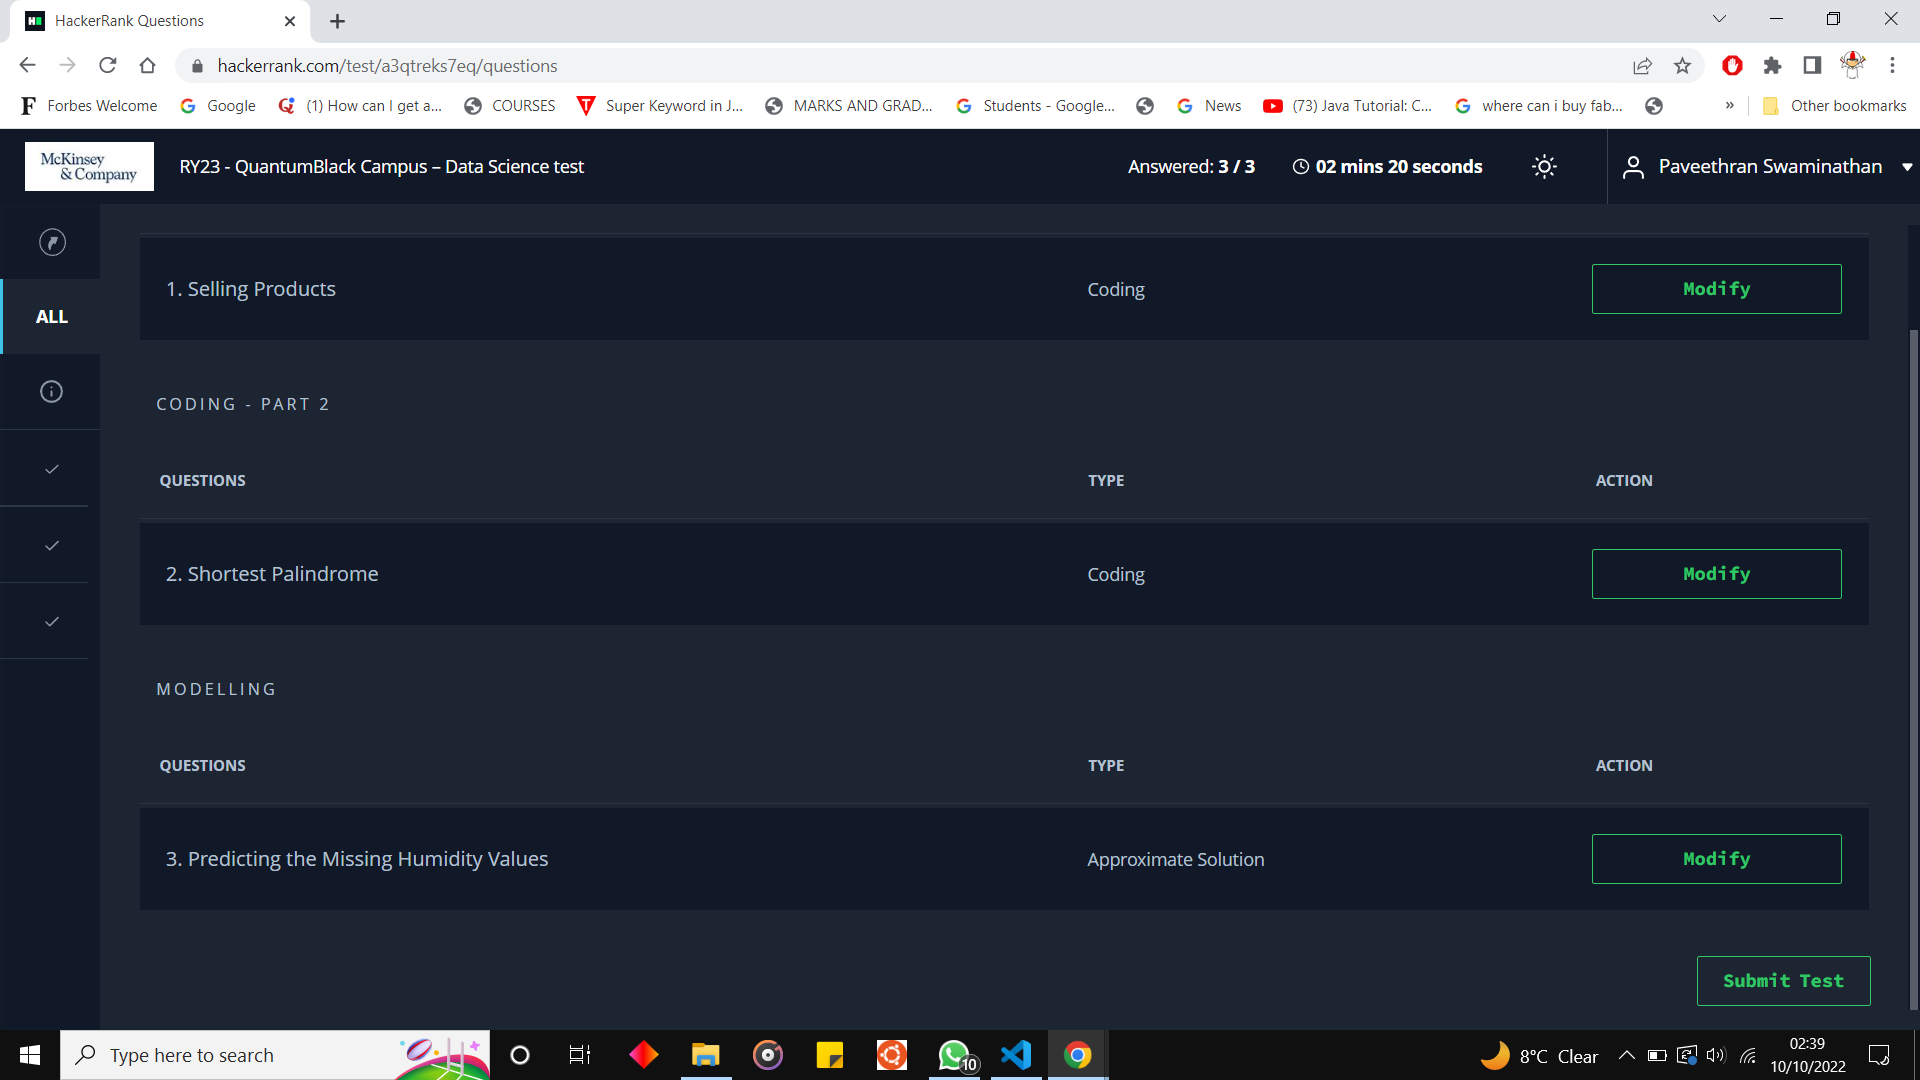 HackerRank Questions
hackerrank.com/test/a3qtreks7eq/questions
Forbes Welcome
Google
(1) How can I get a...
COURSES
Super Keyword in J...
MARKS AND GRAD...
Students - Google...
News
(73) Java Tutorial: C...
where can i buy fab...
»
Other bookmarks
McKinsey
& Company
RY23 - QuantumBlack Campus – Data Science test
Answered: 3 / 3
02 mins 20 seconds
Paveethran Swaminathan
ALL
1. Selling Products
Coding
Modify
CODING - PART 2
QUESTIONS
TYPE
ACTION
2. Shortest Palindrome
Coding
Modify
MODELLING
QUESTIONS
TYPE
ACTION
3. Predicting the Missing Humidity Values
Approximate Solution
Modify
Submit Test
Type here to search
10
8°C Clear
02:39
10/10/2022